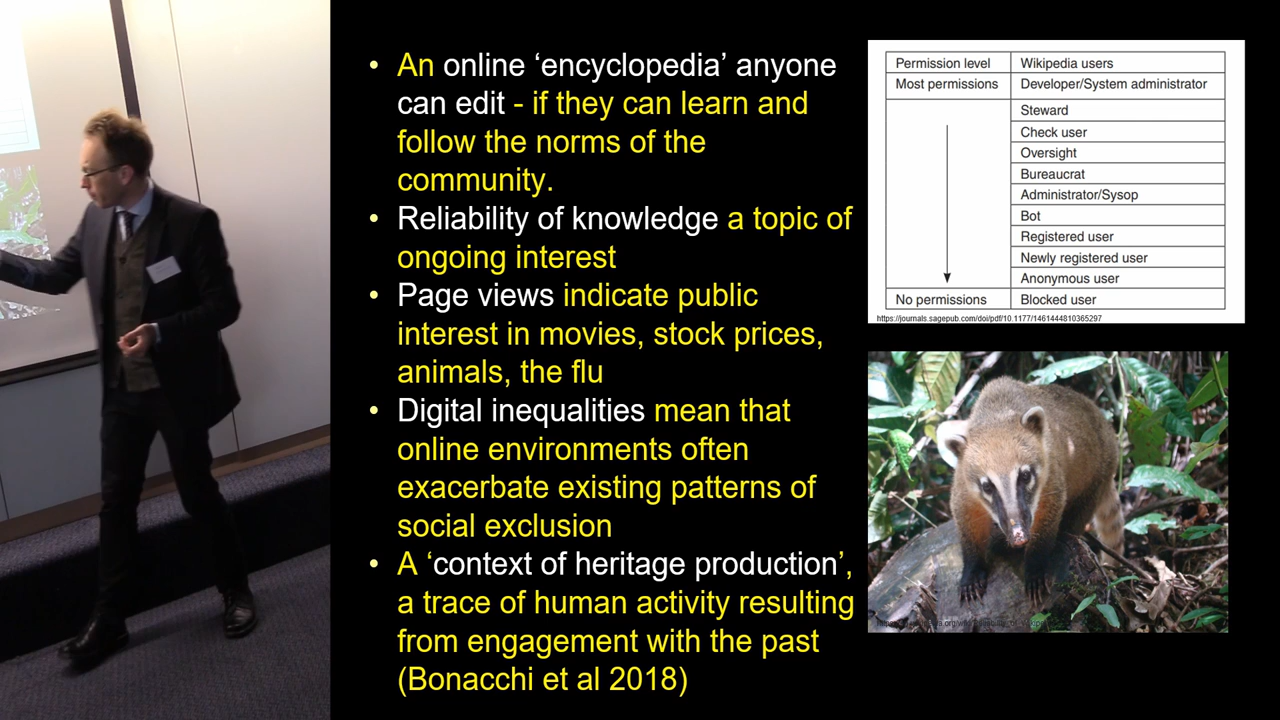 • An online ‘encyclopedia’ anyone
can edit - if they can learn and
follow the norms of the
community.
• Reliability of knowledge a topic of
ongoing interest
• Page views indicate public
interest in movies, stock prices,
animals, the flu
• Digital inequalities mean that
online environments often
exacerbate existing patterns of
social exclusion
• A ‘context of heritage production’,
a trace of human activity resulting
from engagement with the past
(Bonacchi et al 2018)
Permission level Wikipedia users
Most permissions Developer/System administrator
Steward
Check user
Oversight
Bureaucrat
Administrator/Sysop
Bot
Registered user
Newly registered user
Anonymous user
No permissions Blocked user
https://journals.sagepub.com/doi/pdf/10.1177/1461444810365297